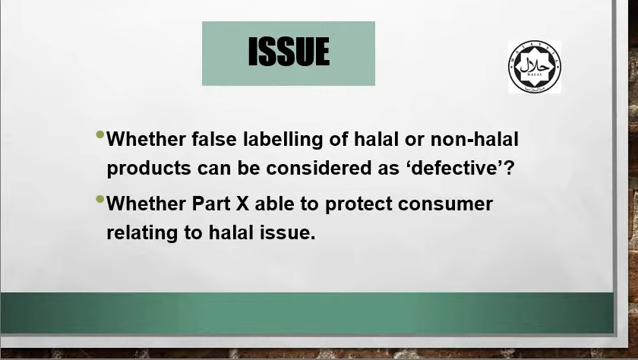 ISSUE
حلال
HALAL
•Whether false labelling of halal or non-halal
products can be considered as ‘defective’?
•Whether Part X able to protect consumer
relating to halal issue.